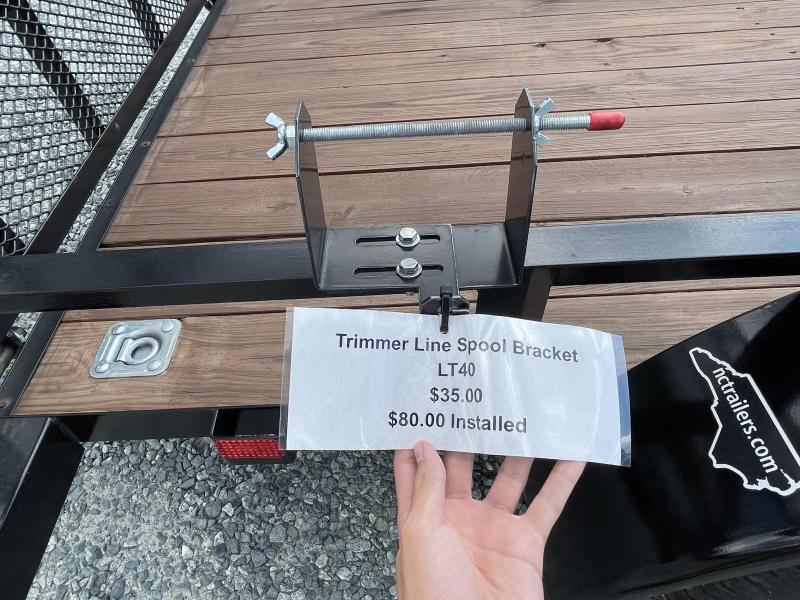 Trimmer Line Spool Bracket
LT40
$35.00
$80.00 Installed
nctrailers.com